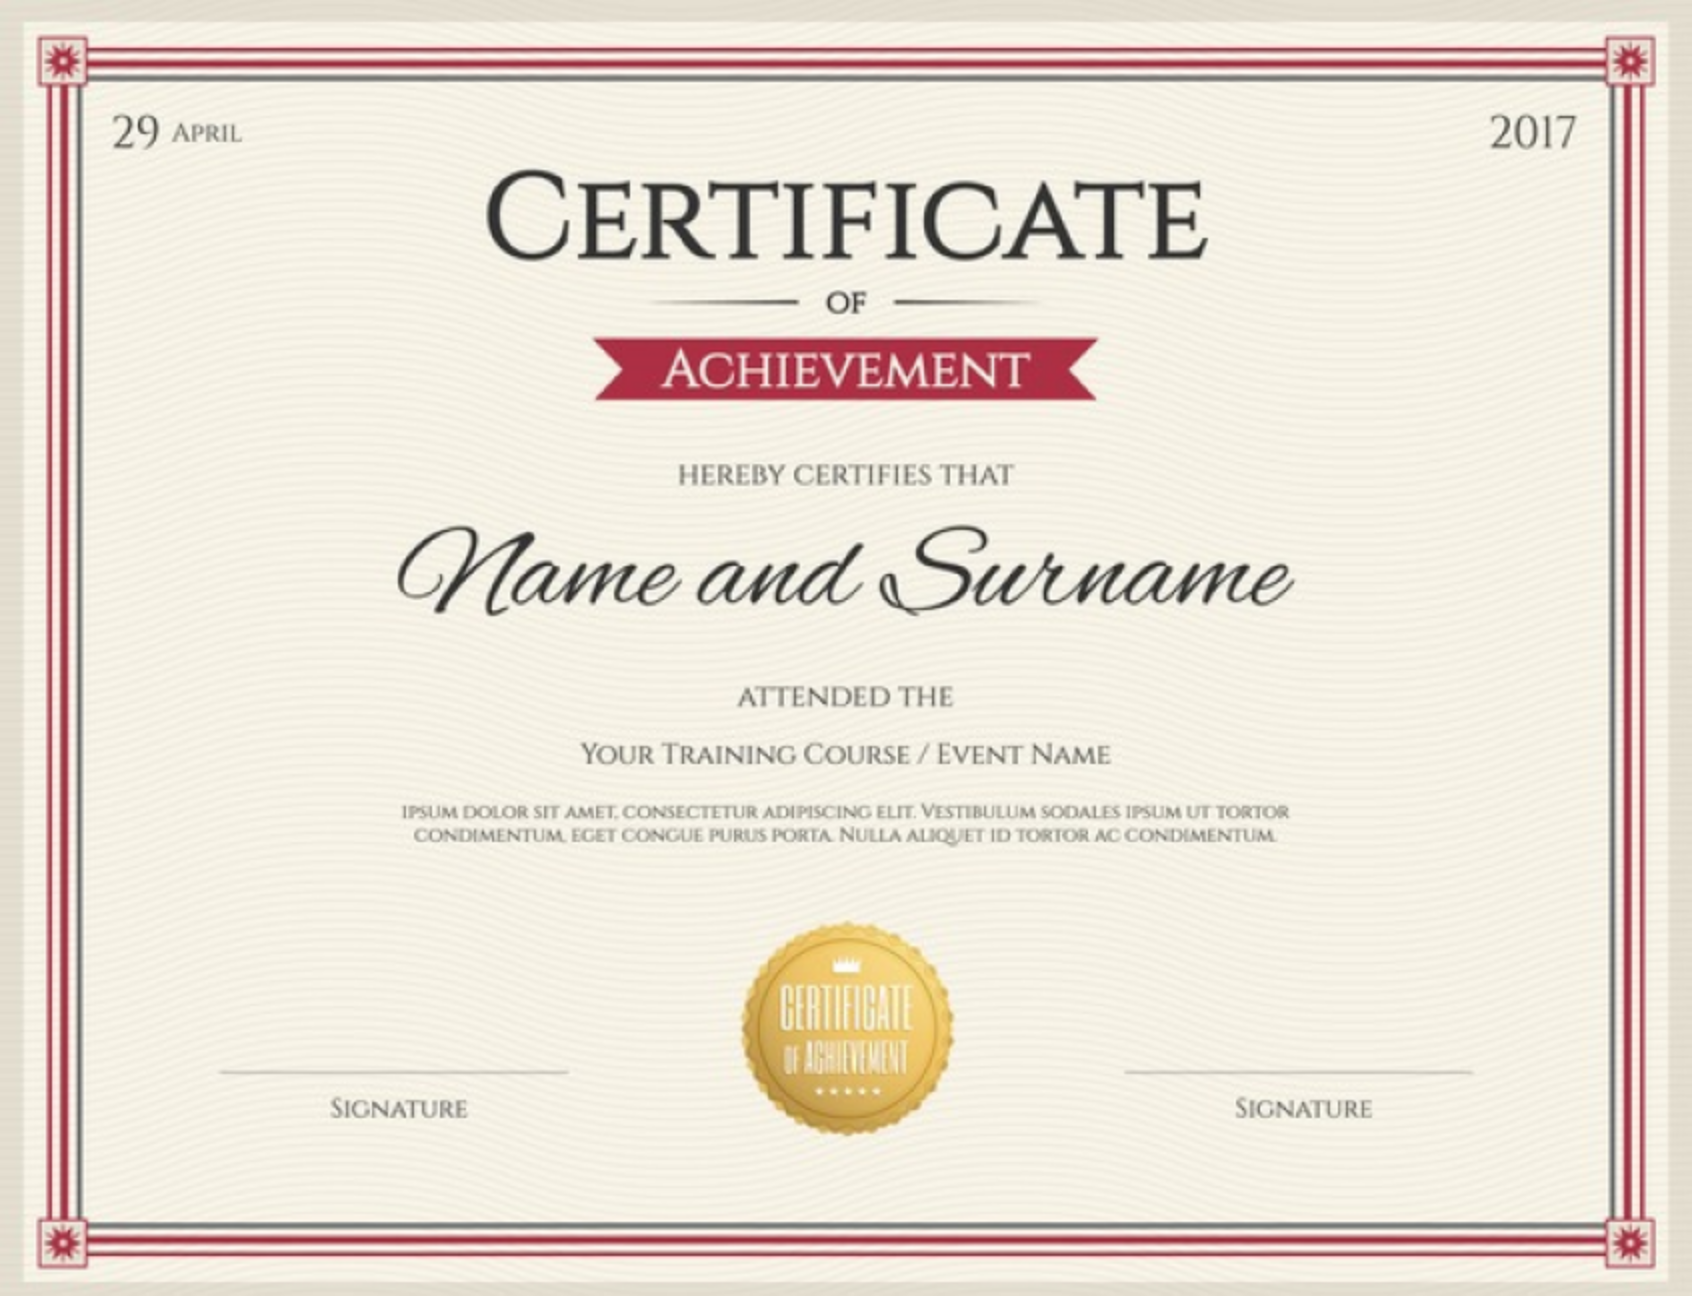 29 APRIL
2017
CERTIFICATE
OF
ACHIEVEMENT
HEREBY CERTIFIES THAT
Name and Surname
ATTENDED THE
YOUR TRAINING COURSE / EVENT NAME
IPSUM DOLOR SIT AMET, CONSECTETUR ADIPISCING ELIT. VESTIBULUM SODALES IPSUM UT TORTOR
CONDIMENTUM, EGET CONGUE PURUS PORTA. NULLA ALIQUET ID TORTOR AC CONDIMENTUM.
CERTIFICATE
OF ACHIEVEMENT
SIGNATURE
SIGNATURE